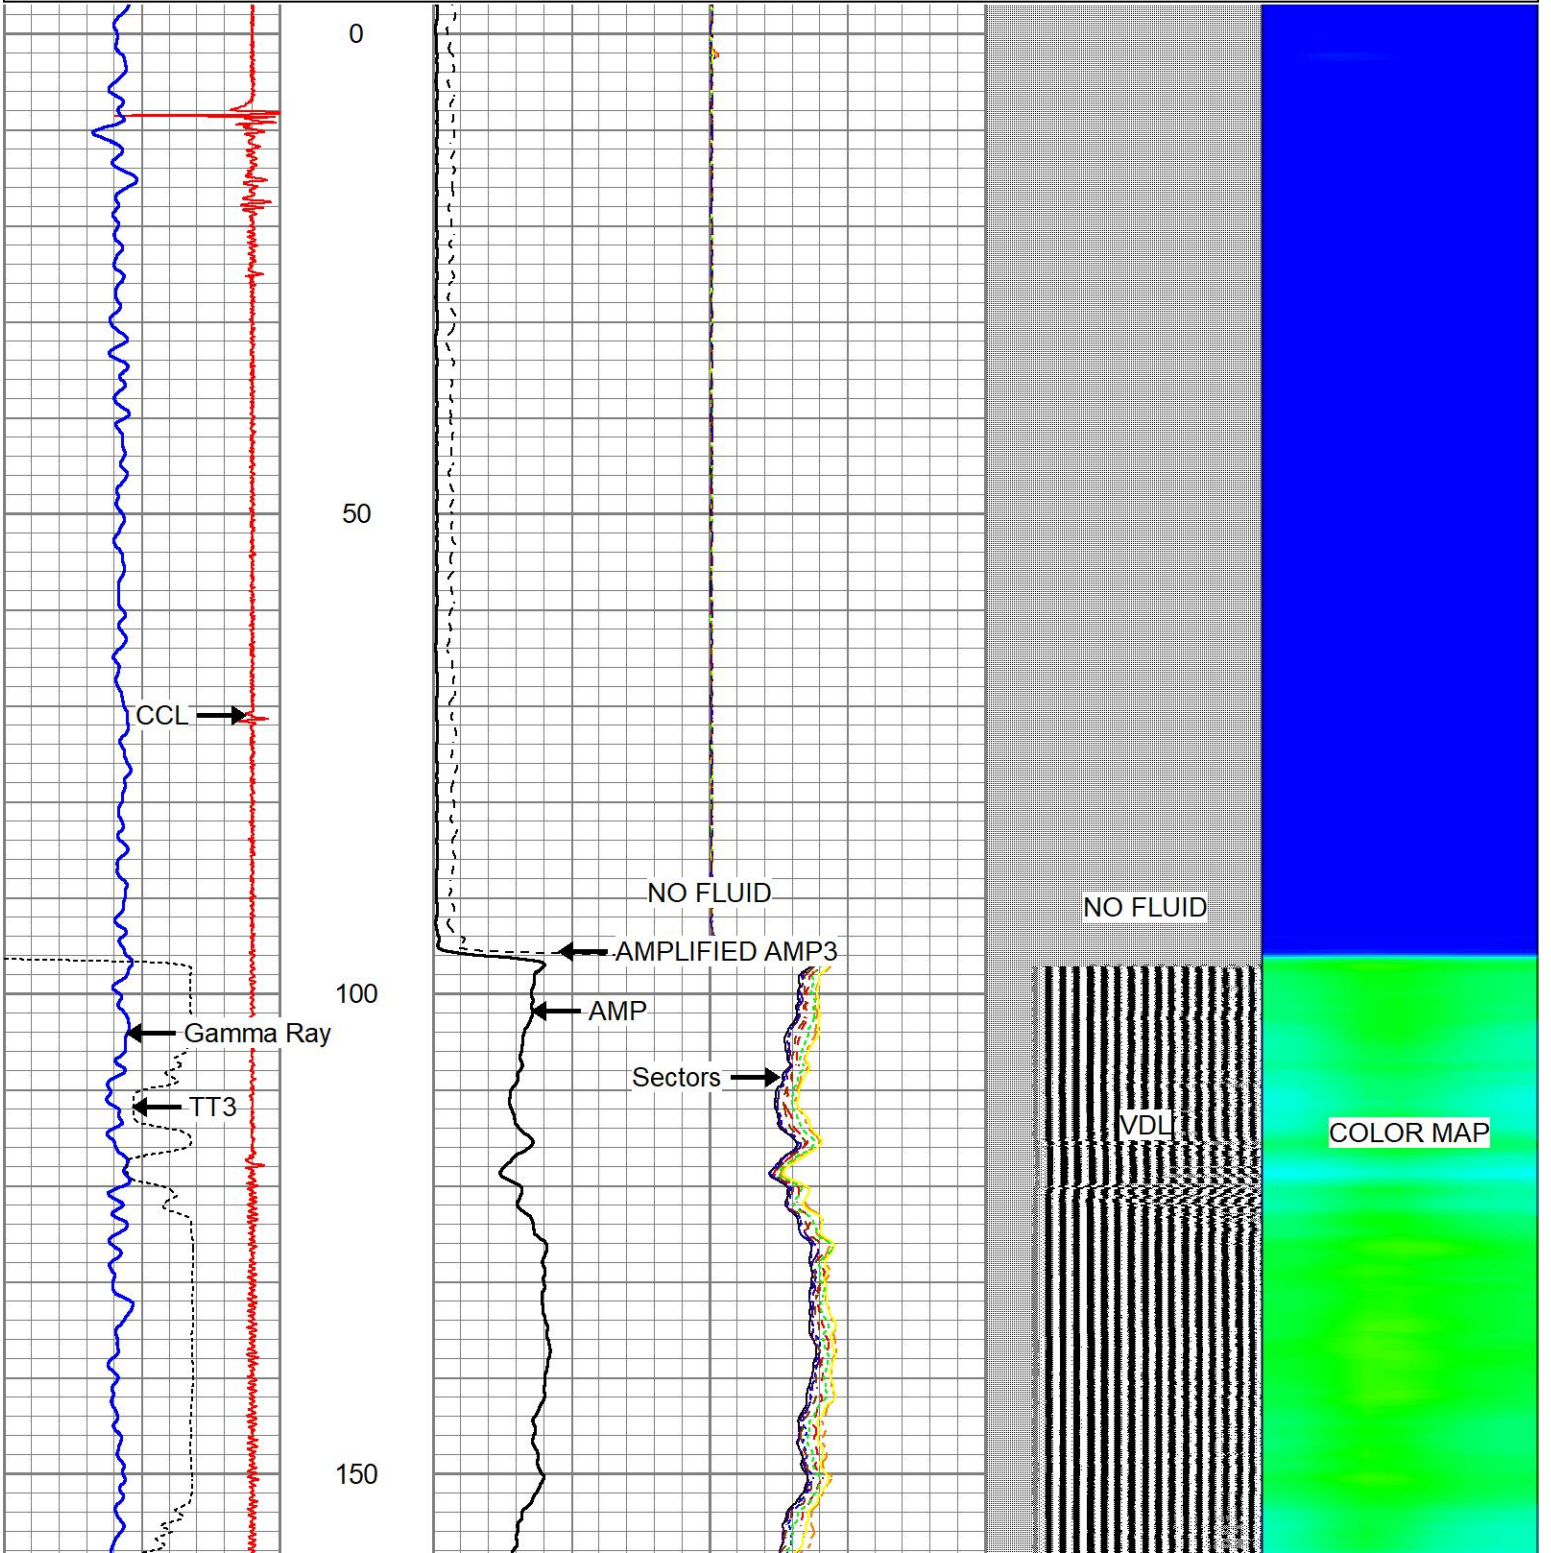 0
50
CCL
NO FLUID
NO FLUID
AMPLIFIED AMP3
100
AMP
Gamma Ray
Sectors
TT3
VDL
COLOR MAP
150